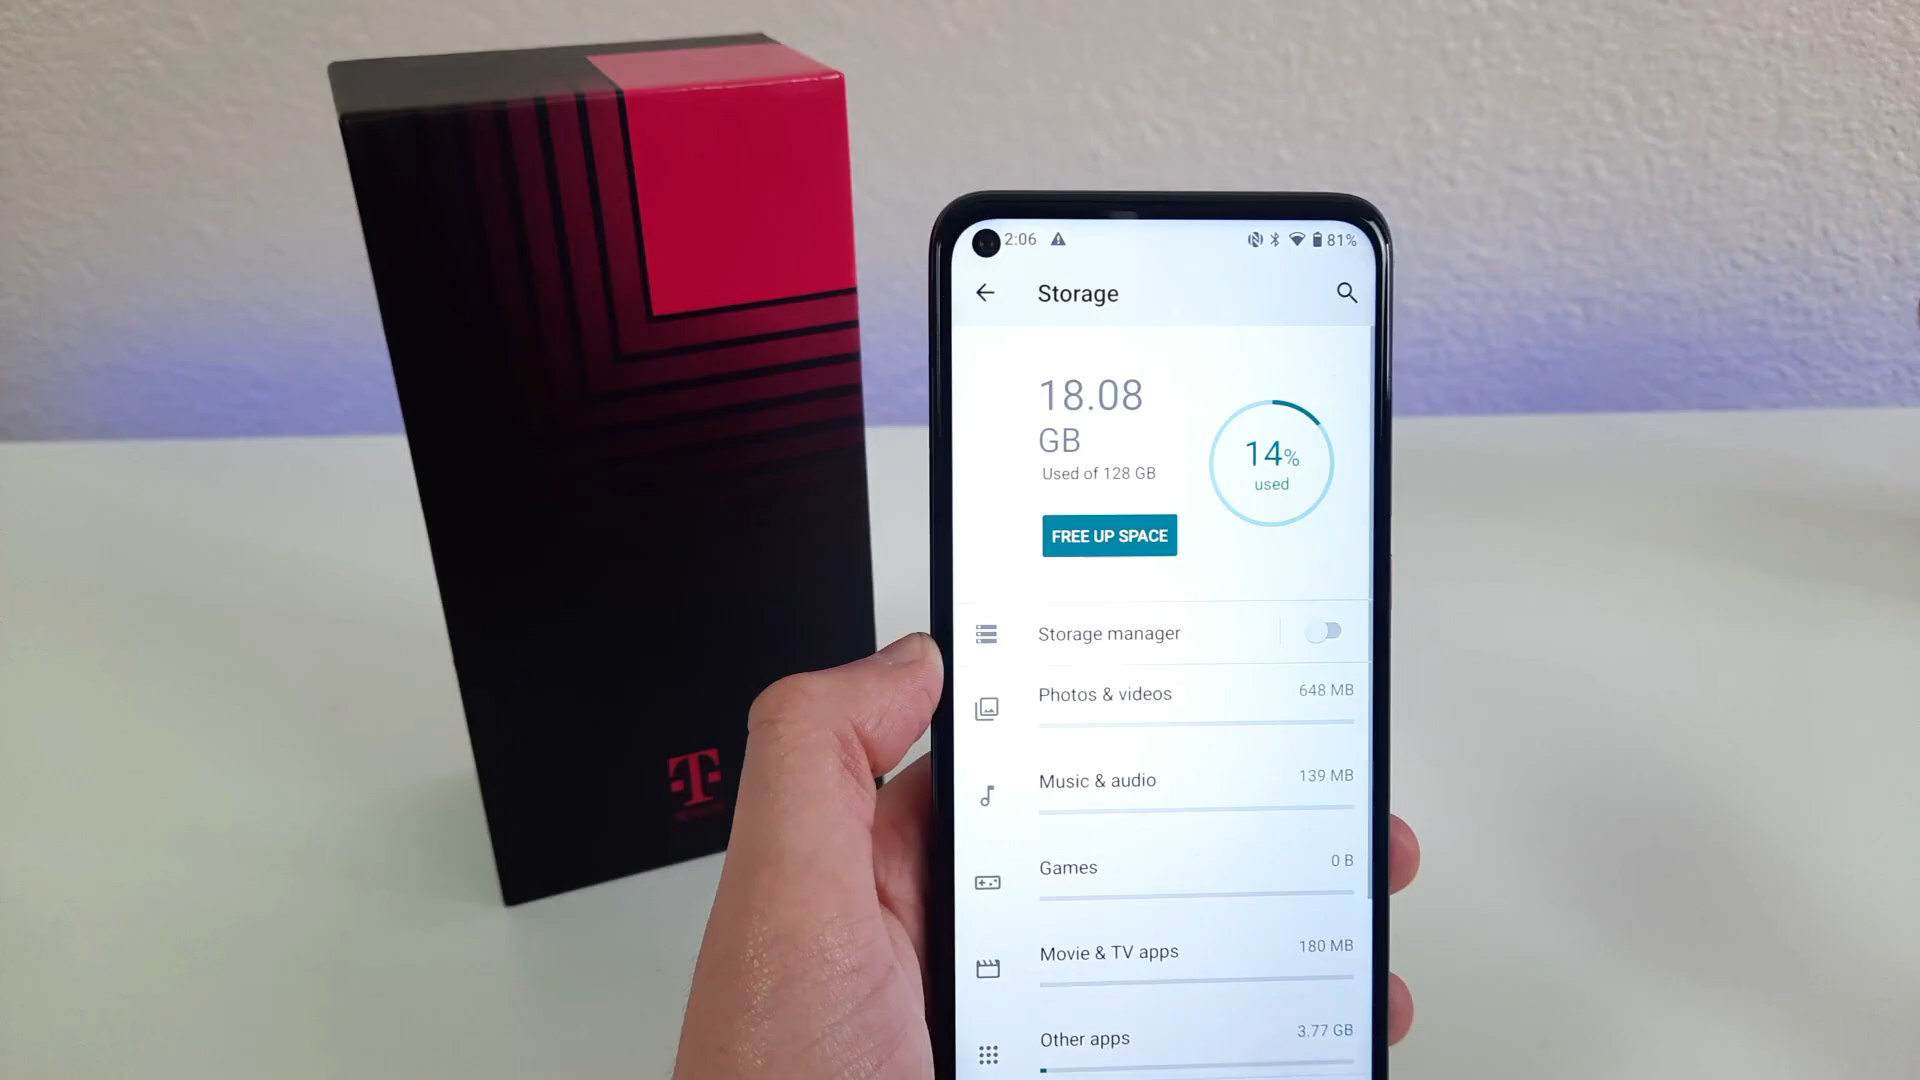 2:06
81%
Storage
18.08
GB
Used of 128 GB
14%
used
FREE UP SPACE
Storage manager
Photos & videos
648 MB
Music & audio
139 MB
Games
0 B
Movie & TV apps
180 MB
Other apps
3.77 GB
T